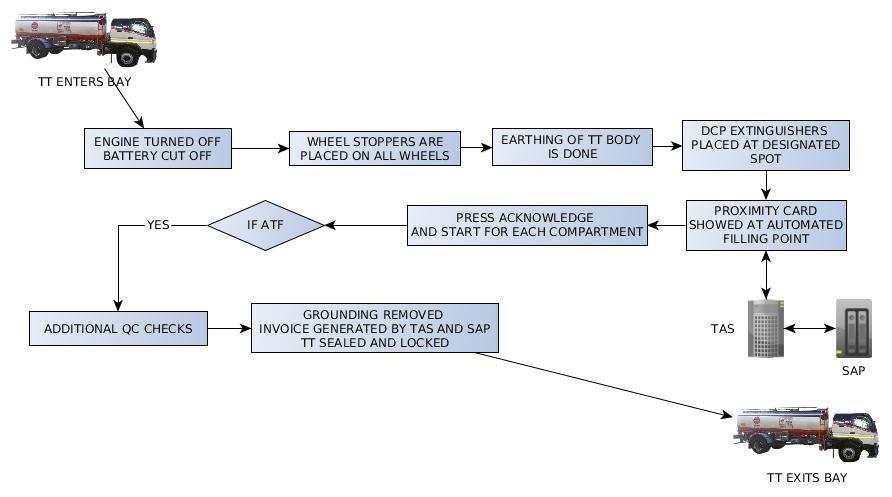 TT ENTERS BAY
ENGINE TURNED OFF
BATTERY CUT OFF
WHEEL STOPPERS ARE
PLACED ON ALL WHEELS
EARTHING OF TT BODY
IS DONE
DCP EXTINGUISHERS
PLACED AT DESIGNATED
SPOT
PROXIMITY CARD
SHOWED AT AUTOMATED
FILLING POINT
PRESS ACKNOWLEDGE
AND START FOR EACH COMPARTMENT
IF ATF
YES
ADDITIONAL QC CHECKS
GROUNDING REMOVED
INVOICE GENERATED BY TAS AND SAP
TT SEALED AND LOCKED
TAS
SAP
TT EXITS BAY